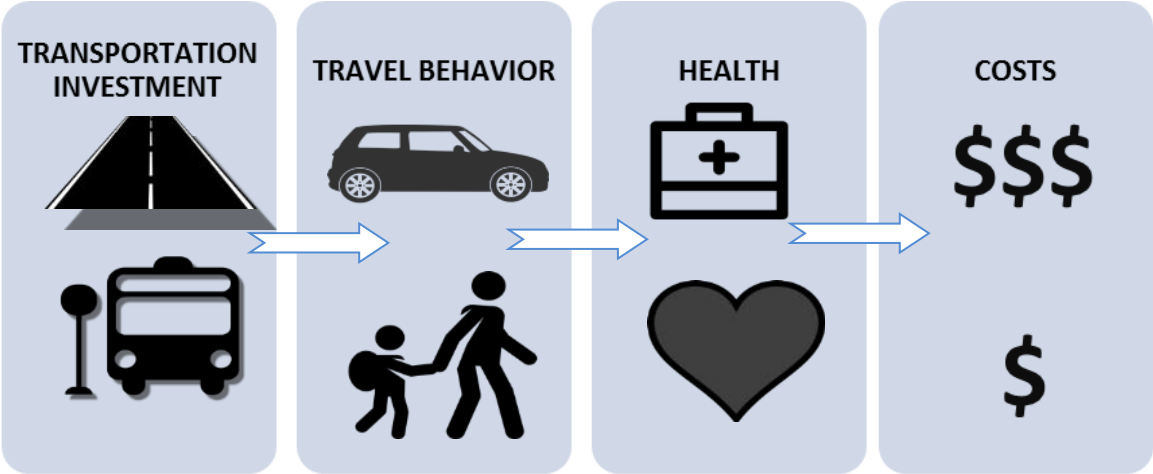 TRANSPORTATION
INVESTMENT
TRAVEL BEHAVIOR
HEALTH
COSTS
$$$
$